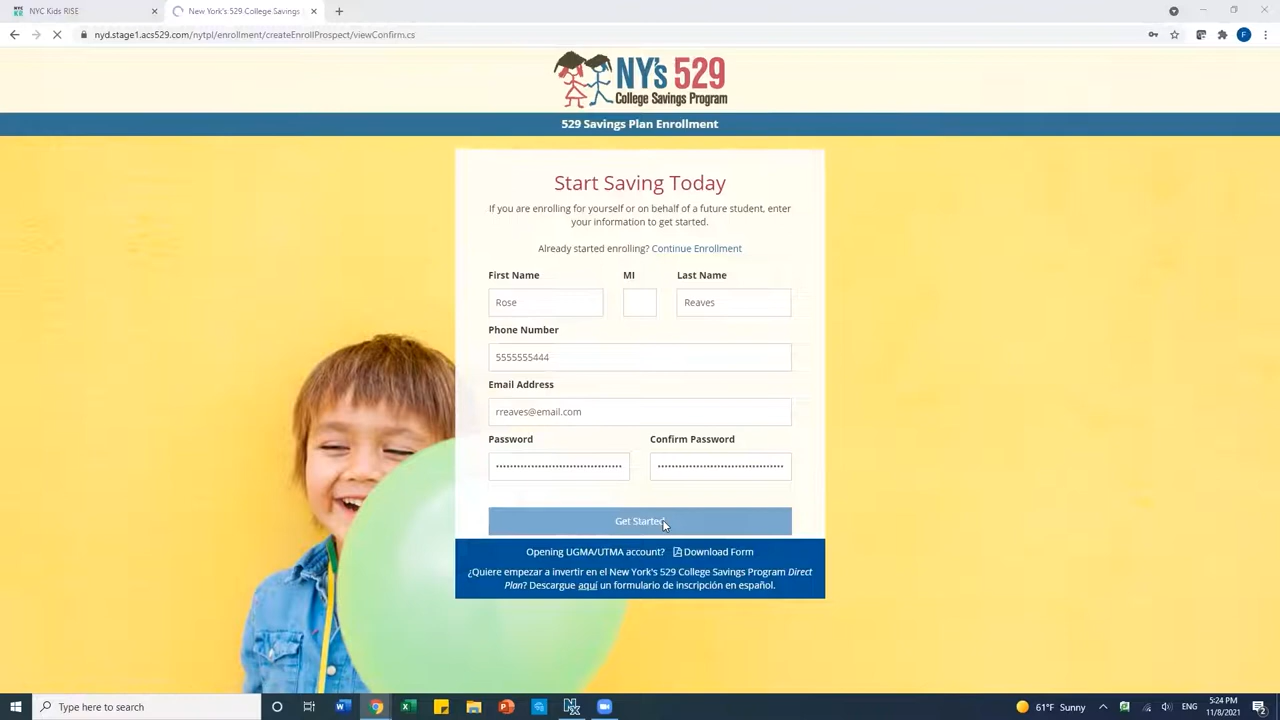 NYC Kids RISE
New York's 529 College Savings
nyd.stage1.acs529.com/nytpl/enrollment/createEnrollProspect/viewConfirm.cs
F
NY's 529
College Savings Program
529 Savings Plan Enrollment
Start Saving Today
If you are enrolling for yourself or on behalf of a future student, enter
your information to get started.
Already started enrolling? Continue Enrollment
First Name MI Last Name
Rose Reaves
Phone Number
5555555444
Email Address
rreaves@email.com
Password Confirm Password
Get Started
Opening UGMA/UTMA account? Download Form
¿Quiere empezar a invertir en el New York's 529 College Savings Program Direct
Plan? Descargue aquí un formulario de inscripción en español.
Type here to search
61°F Sunny
ENG
5:24 PM
11/8/2021